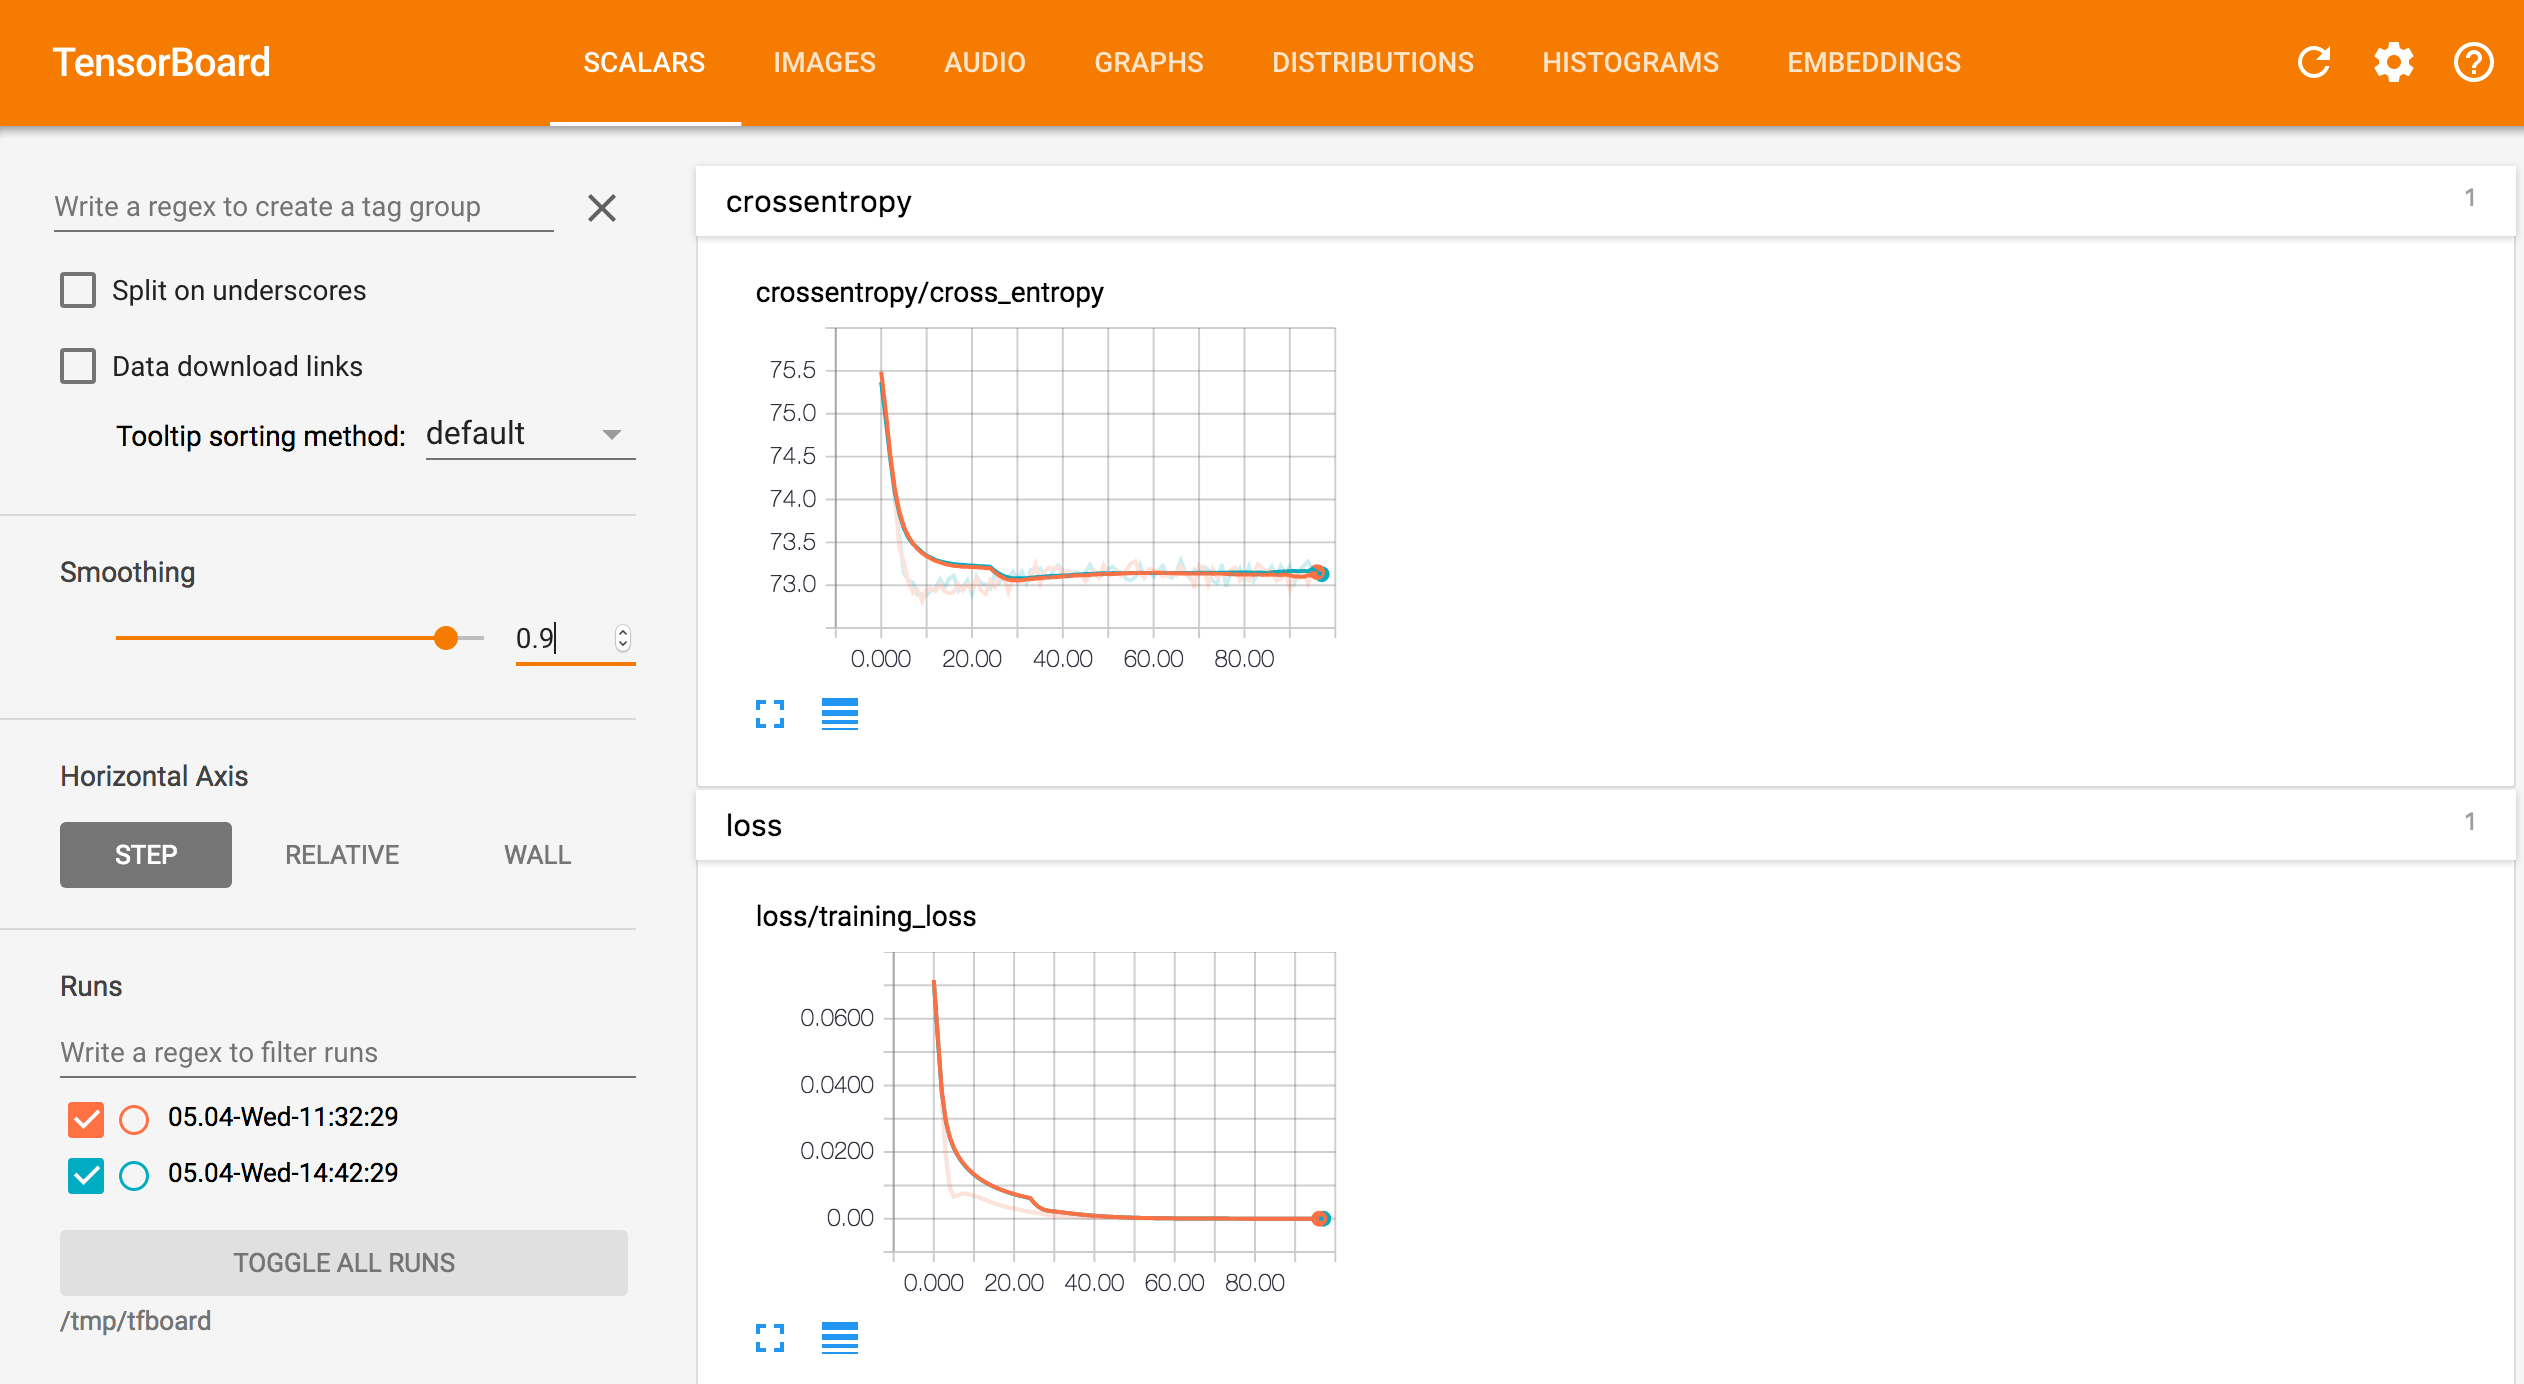 TensorBoard
SCALARS IMAGES AUDIO GRAPHS DISTRIBUTIONS HISTOGRAMS EMBEDDINGS
Write a regex to create a tag group
Split on underscores
Data download links
Tooltip sorting method: default
Smoothing
0.9
Horizontal Axis
STEP RELATIVE WALL
Runs
Write a regex to filter runs
05.04-Wed-11:32:29
05.04-Wed-14:42:29
TOGGLE ALL RUNS
/tmp/tfboard
crossentropy 1
crossentropy/cross_entropy
75.5
75.0
74.5
74.0
73.5
73.0
0.000 20.00 40.00 60.00 80.00
loss 1
loss/training_loss
0.0600
0.0400
0.0200
0.00
0.000 20.00 40.00 60.00 80.00